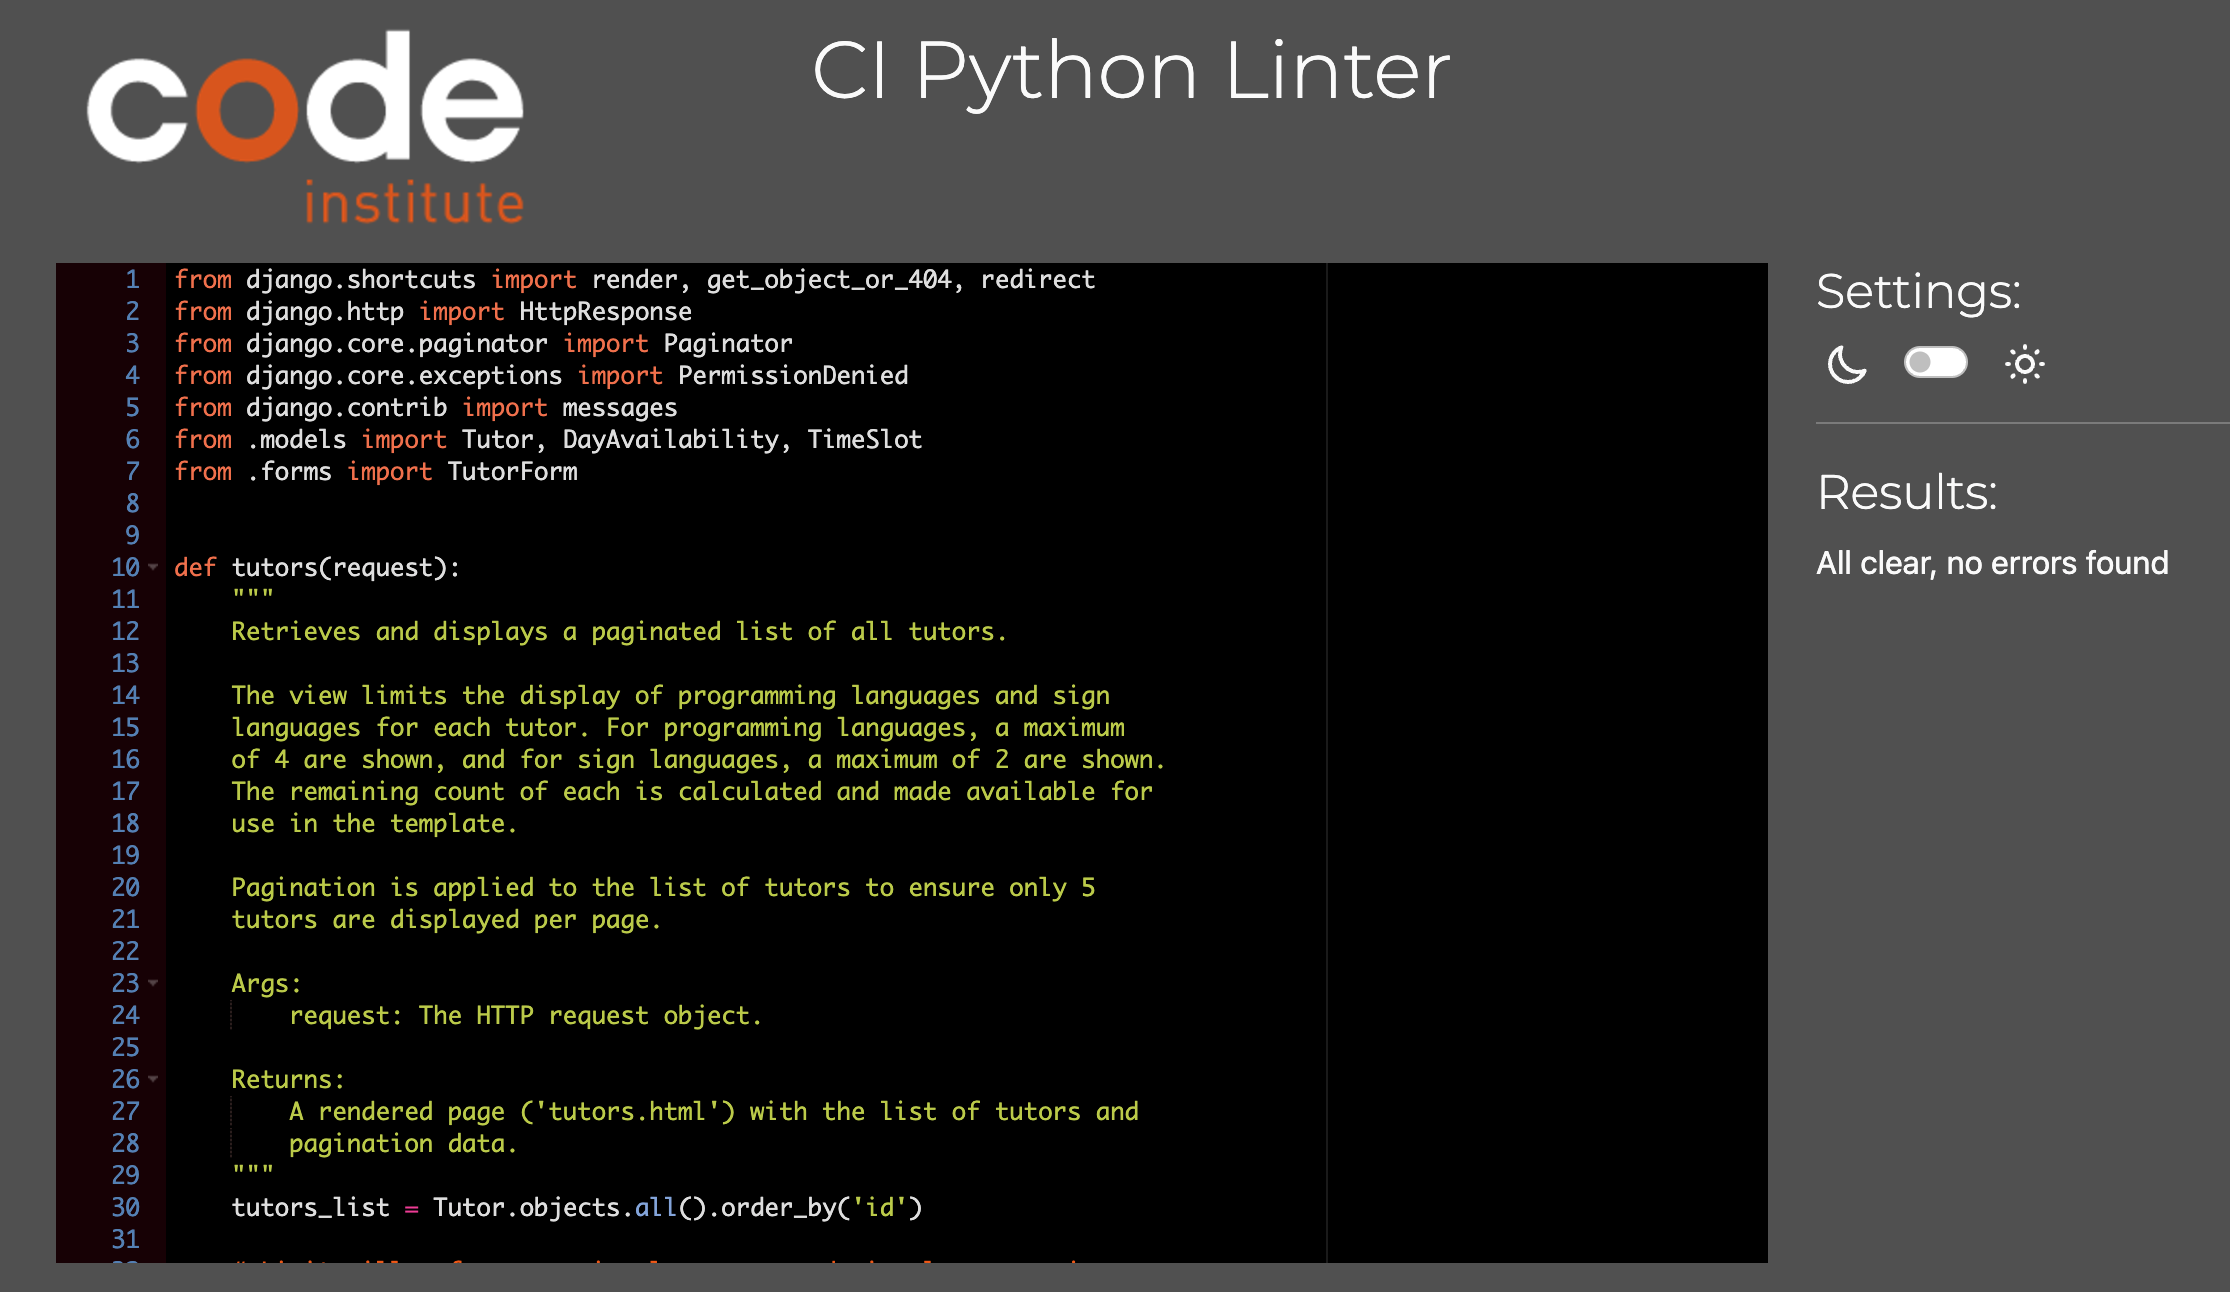 code
institute
CI Python Linter
1 from django.shortcuts import render, get_object_or_404, redirect
2 from django.http import HttpResponse
3 from django.core.paginator import Paginator
4 from django.core.exceptions import PermissionDenied
5 from django.contrib import messages
6 from .models import Tutor, DayAvailability, TimeSlot
7 from .forms import TutorForm
8
9
10 def tutors(request):
11     """
12     Retrieves and displays a paginated list of all tutors.
13
14     The view limits the display of programming languages and sign
15     languages for each tutor. For programming languages, a maximum
16     of 4 are shown, and for sign languages, a maximum of 2 are shown.
17     The remaining count of each is calculated and made available for
18     use in the template.
19
20     Pagination is applied to the list of tutors to ensure only 5
21     tutors are displayed per page.
22
23     Args:
24         request: The HTTP request object.
25
26     Returns:
27         A rendered page ('tutors.html') with the list of tutors and
28         pagination data.
29     """
30     tutors_list = Tutor.objects.all().order_by('id')
31
Settings:
Results:
All clear, no errors found